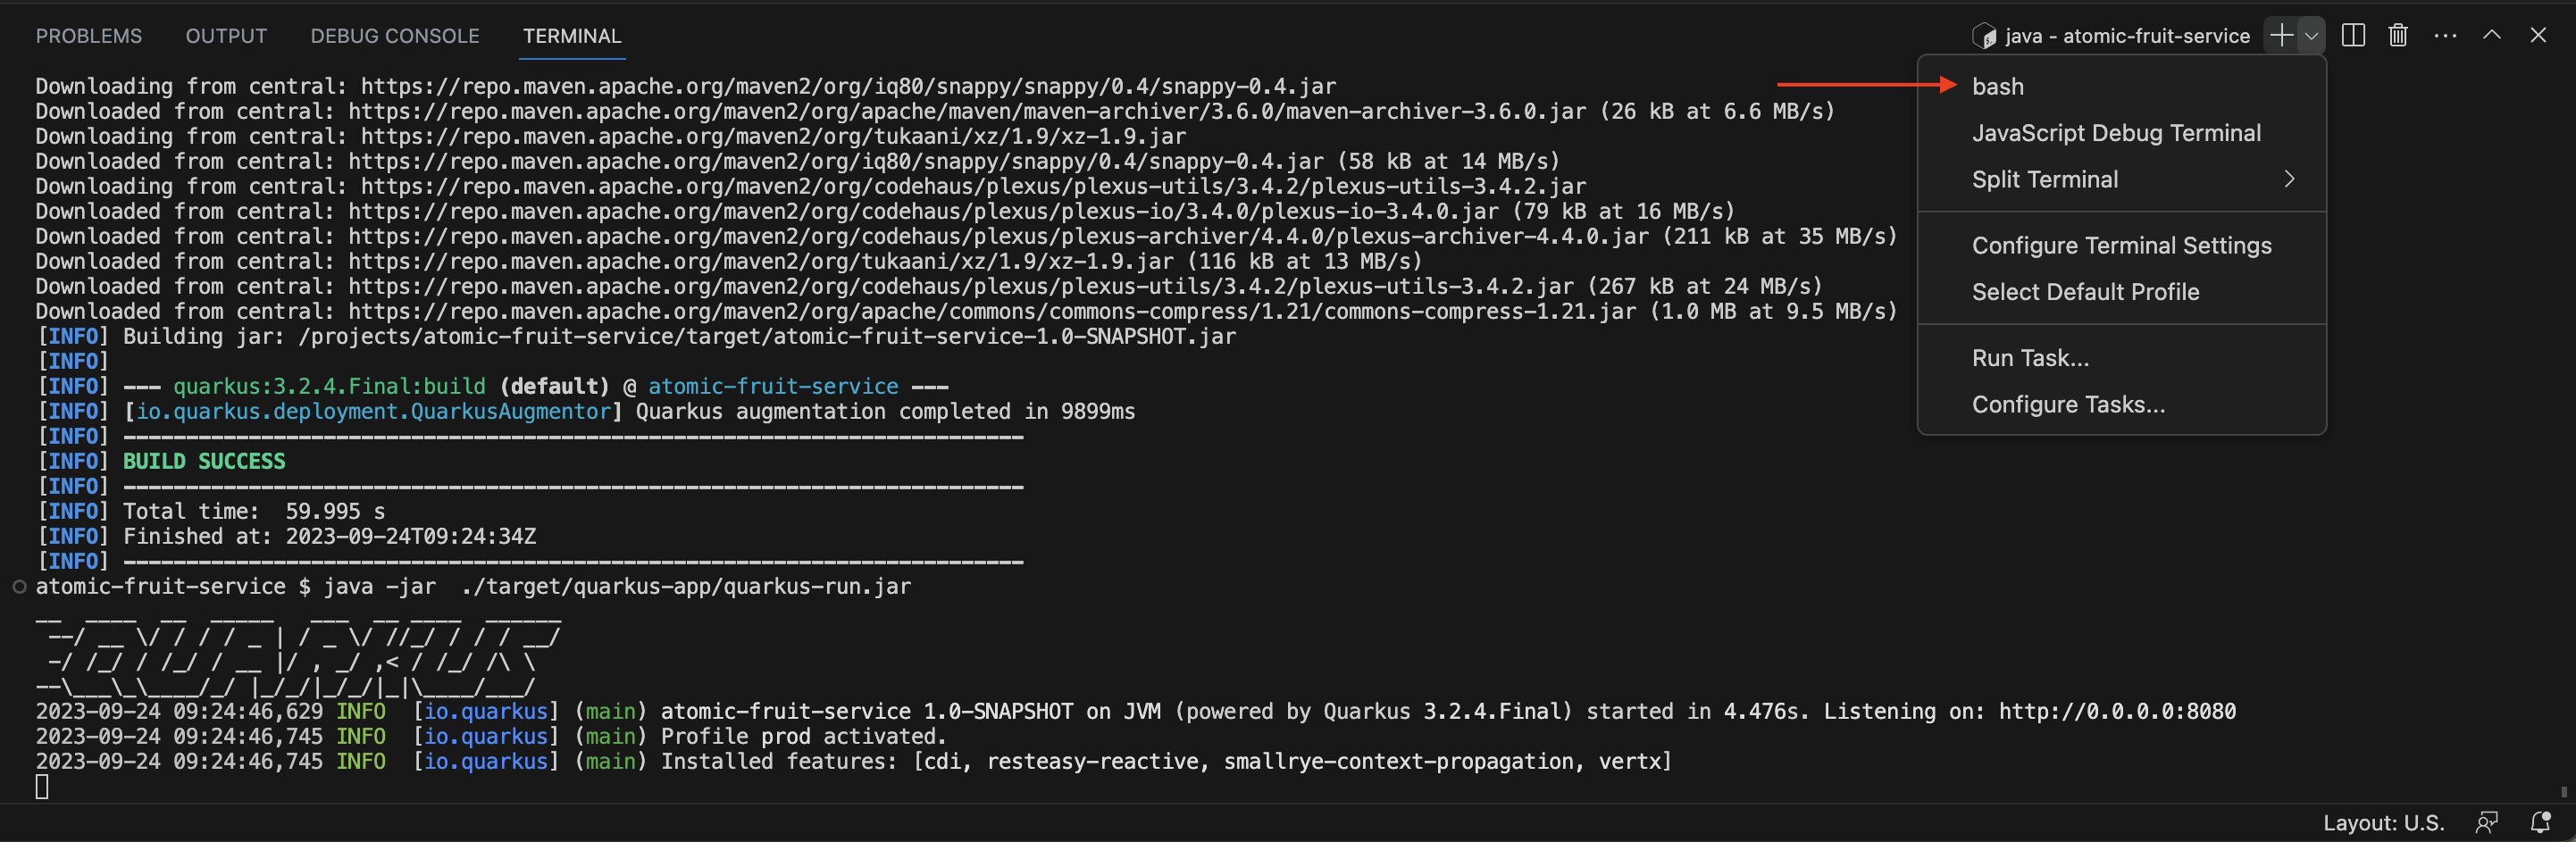 PROBLEMS OUTPUT DEBUG CONSOLE TERMINAL java - atomic-fruit-service
Downloading from central: https://repo.maven.apache.org/maven2/org/iq80/snappy/snappy/0.4/snappy-0.4.jar
Downloaded from central: https://repo.maven.apache.org/maven2/org/apache/maven/maven-archiver/3.6.0/maven-archiver-3.6.0.jar (26 kB at 6.6 MB/s)
Downloading from central: https://repo.maven.apache.org/maven2/org/tukaani/xz/1.9/xz-1.9.jar
Downloaded from central: https://repo.maven.apache.org/maven2/org/iq80/snappy/snappy/0.4/snappy-0.4.jar (58 kB at 14 MB/s)
Downloading from central: https://repo.maven.apache.org/maven2/org/codehaus/plexus/plexus-utils/3.4.2/plexus-utils-3.4.2.jar
Downloaded from central: https://repo.maven.apache.org/maven2/org/codehaus/plexus/plexus-io/3.4.0/plexus-io-3.4.0.jar (79 kB at 16 MB/s)
Downloaded from central: https://repo.maven.apache.org/maven2/org/codehaus/plexus/plexus-archiver/4.4.0/plexus-archiver-4.4.0.jar (211 kB at 35 MB/s)
Downloaded from central: https://repo.maven.apache.org/maven2/org/tukaani/xz/1.9/xz-1.9.jar (116 kB at 13 MB/s)
Downloaded from central: https://repo.maven.apache.org/maven2/org/codehaus/plexus/plexus-utils/3.4.2/plexus-utils-3.4.2.jar (267 kB at 24 MB/s)
Downloaded from central: https://repo.maven.apache.org/maven2/org/apache/commons/commons-compress/1.21/commons-compress-1.21.jar (1.0 MB at 9.5 MB/s)
[INFO] Building jar: /projects/atomic-fruit-service/target/atomic-fruit-service-1.0-SNAPSHOT.jar
[INFO]
[INFO] --- quarkus:3.2.4.Final:build (default) @ atomic-fruit-service ---
[INFO] [io.quarkus.deployment.QuarkusAugmentor] Quarkus augmentation completed in 9899ms
[INFO] ------------------------------------------------------------------------
[INFO] BUILD SUCCESS
[INFO] ------------------------------------------------------------------------
[INFO] Total time:  59.995 s
[INFO] Finished at: 2023-09-24T09:24:34Z
[INFO] ------------------------------------------------------------------------
atomic-fruit-service $ java -jar  ./target/quarkus-app/quarkus-run.jar
__  ____  __  _____   ___  __ ____  ______
 --/ __ \/ / / / _ | / _ \/ //_/ / / / __/
 -/ /_/ / /_/ / __ |/ , _/ ,< / /_/ /\ \
--\___\_\____/_/ |_/_/|_/_/|_|\____/___/
2023-09-24 09:24:46,629 INFO  [io.quarkus] (main) atomic-fruit-service 1.0-SNAPSHOT on JVM (powered by Quarkus 3.2.4.Final) started in 4.476s. Listening on: http://0.0.0.0:8080
2023-09-24 09:24:46,745 INFO  [io.quarkus] (main) Profile prod activated.
2023-09-24 09:24:46,745 INFO  [io.quarkus] (main) Installed features: [cdi, resteasy-reactive, smallrye-context-propagation, vertx]
bash
JavaScript Debug Terminal
Split Terminal
Configure Terminal Settings
Select Default Profile
Run Task...
Configure Tasks...
Layout: U.S.